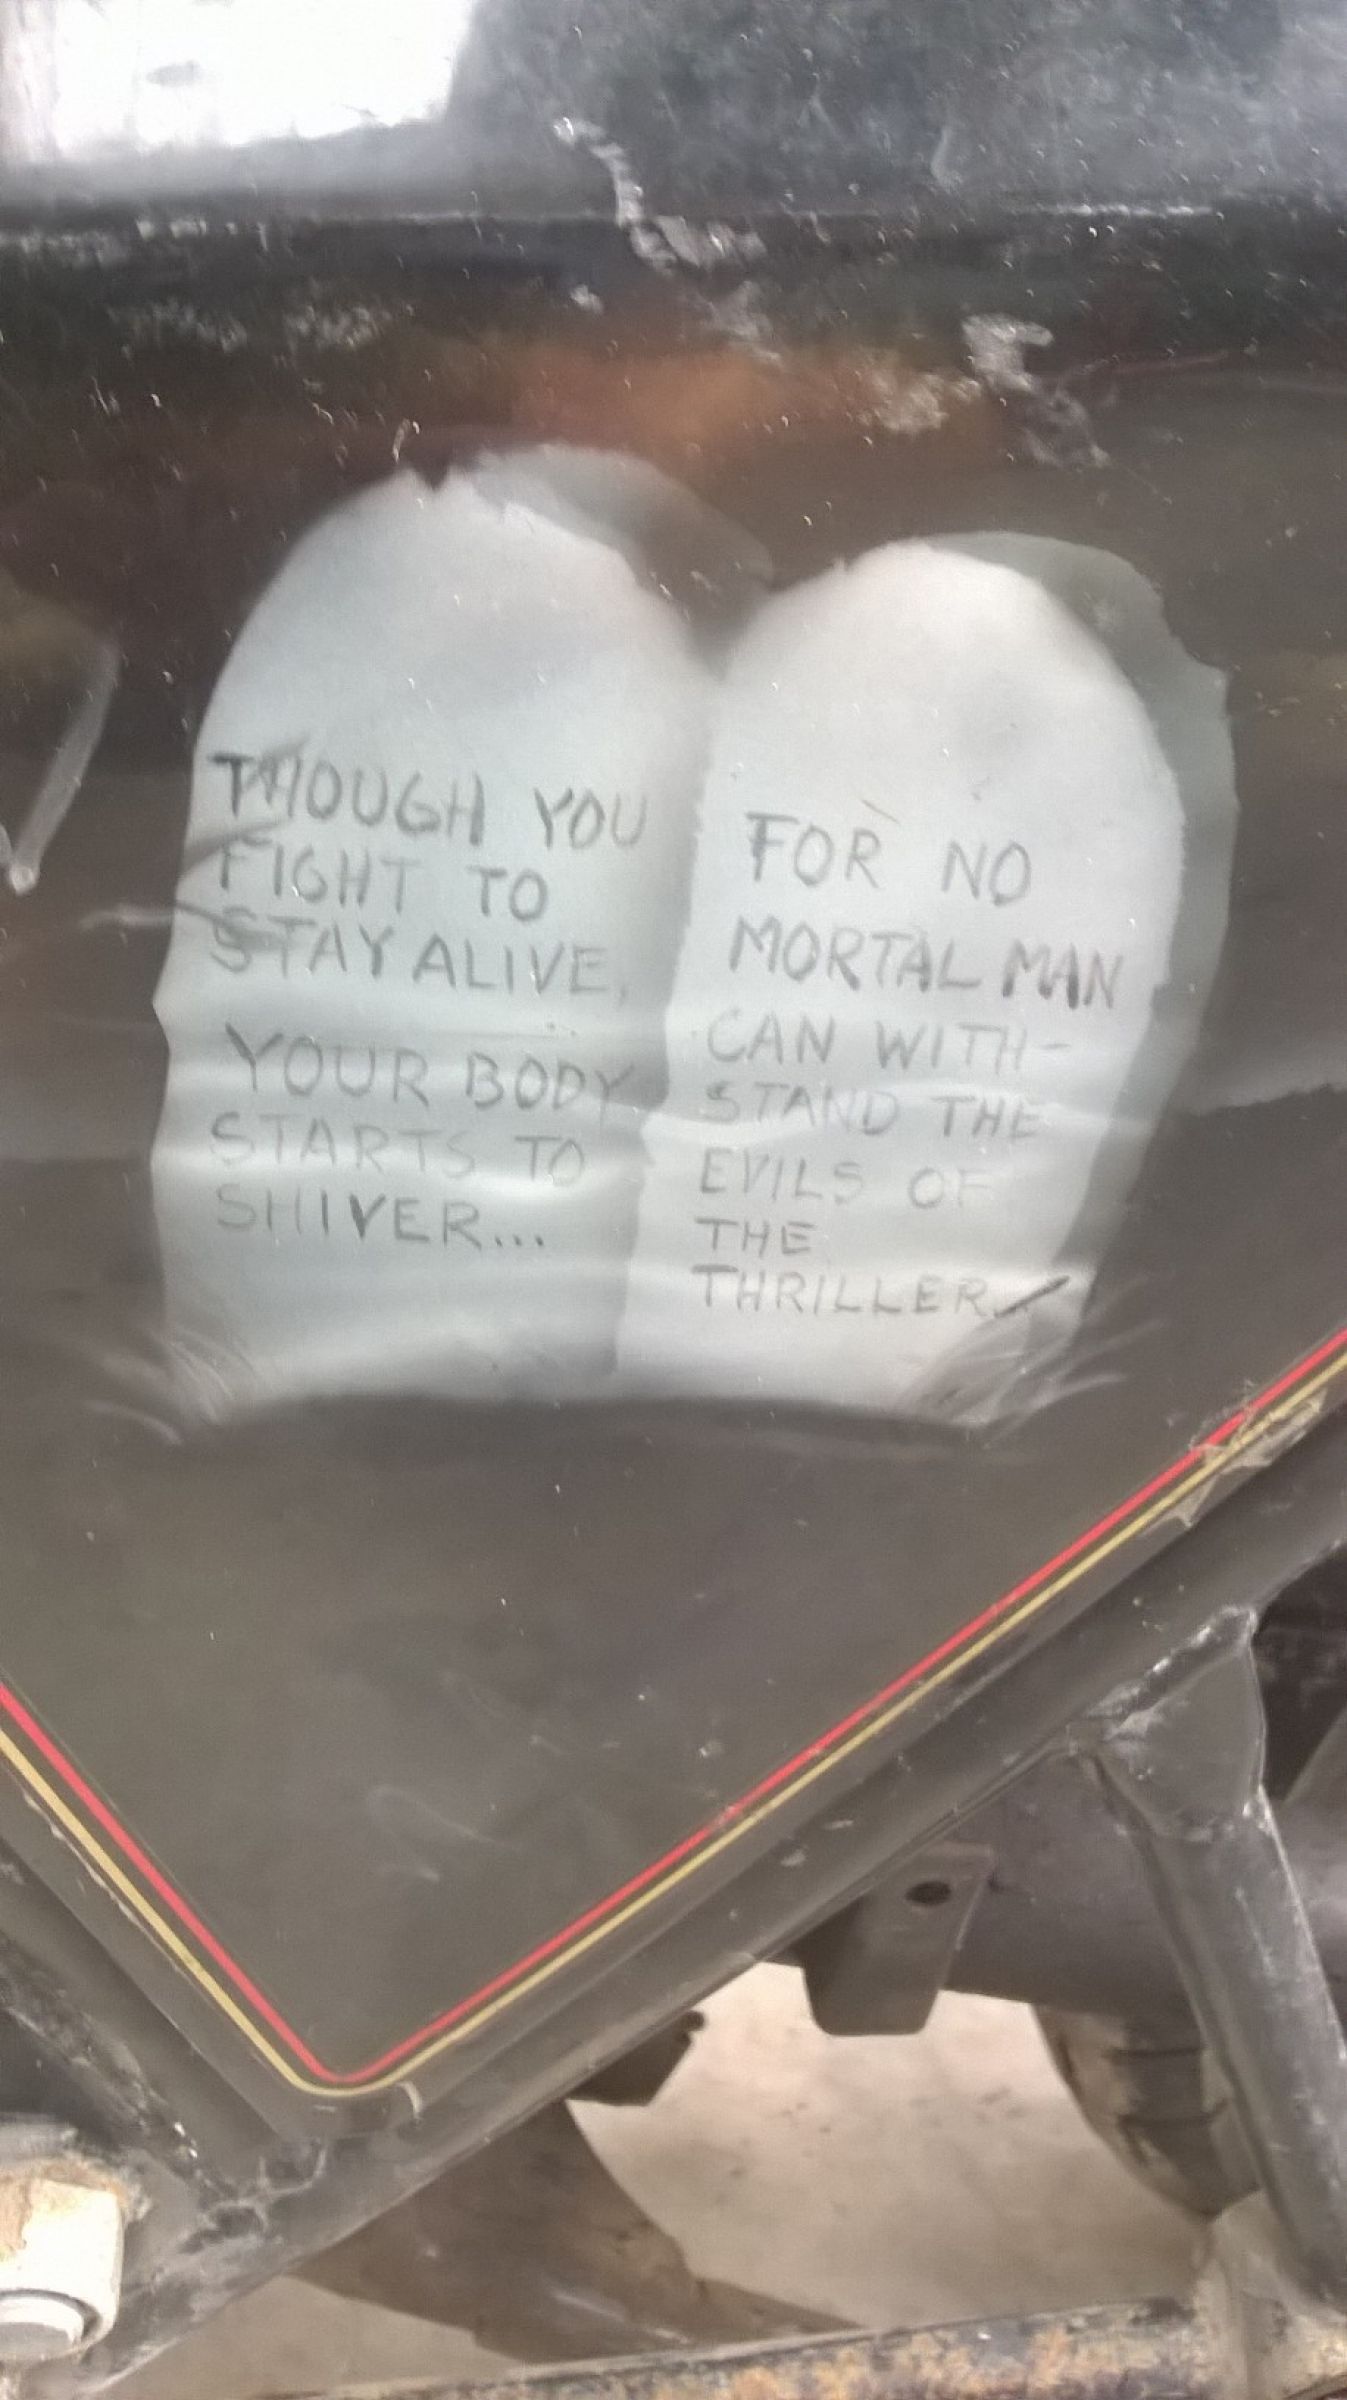 THOUGH YOU
FIGHT TO
STAY ALIVE,
YOUR BODY
STARTS TO
SHIVER...
FOR NO
MORTAL MAN
CAN WITH-
STAND THE
EVILS OF
THE
THRILLER.